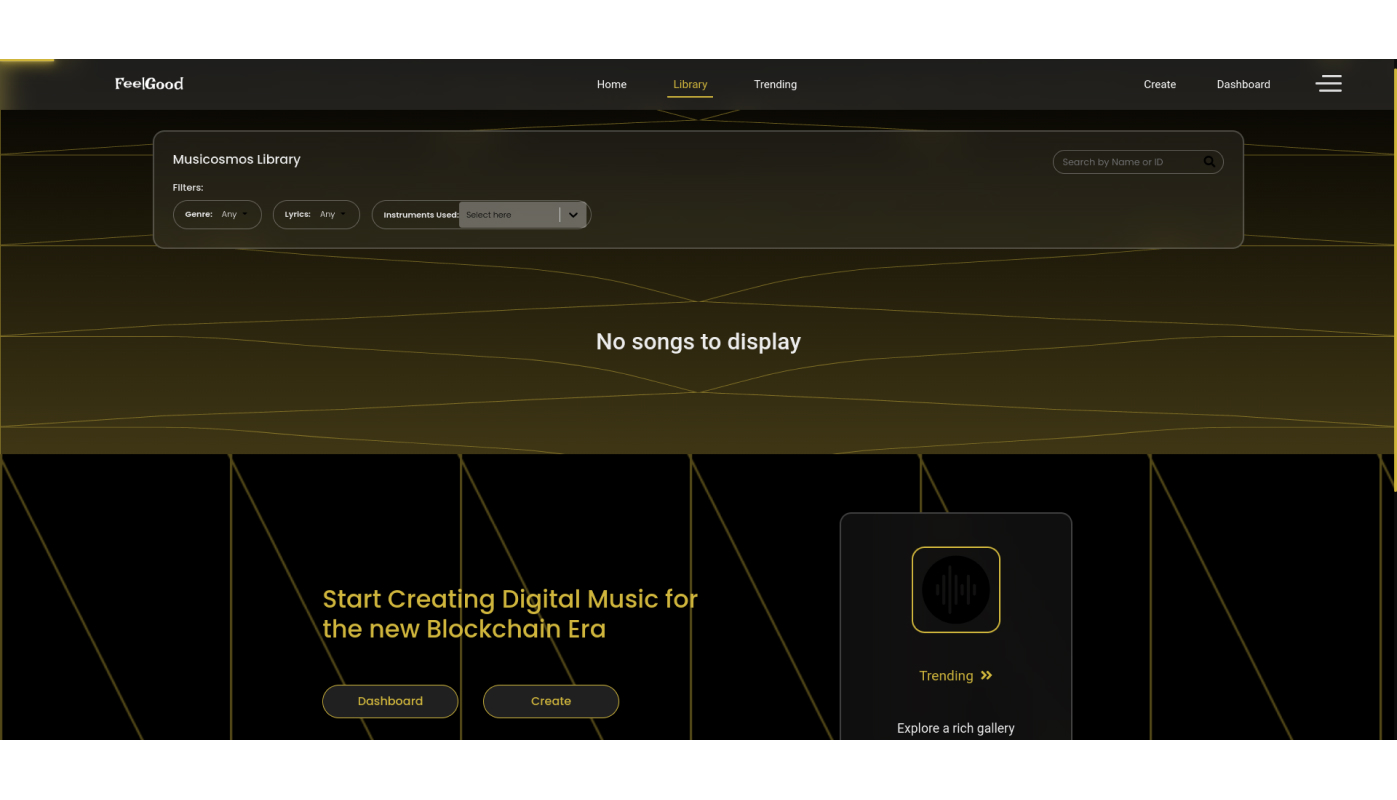 FeelGood
Home Library Trending Create Dashboard
Musicosmos Library
Search by Name or ID
Filters:
Genre: Any Lyrics: Any Instruments Used: Select here
No songs to display
Start Creating Digital Music for
the new Blockchain Era
Dashboard Create
Trending
Explore a rich gallery